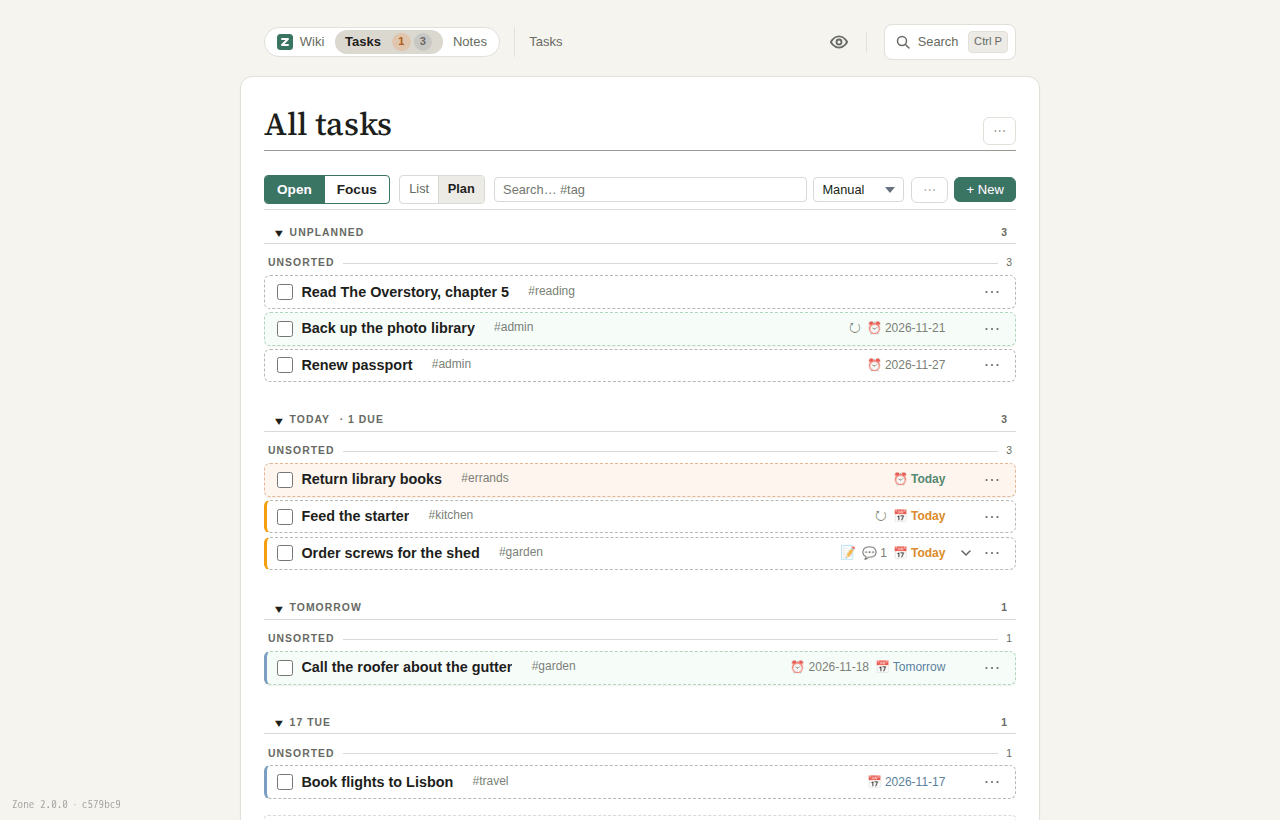 Wiki Tasks 1 3 Notes Tasks Search Ctrl P
All tasks
Open Focus List Plan Search… #tag Manual + New
UNPLANNED 3
UNSORTED 3
Read The Overstory, chapter 5 #reading
Back up the photo library #admin 2026-11-21
Renew passport #admin 2026-11-27
TODAY · 1 DUE 3
UNSORTED 3
Return library books #errands Today
Feed the starter #kitchen Today
Order screws for the shed #garden 1 Today
TOMORROW 1
UNSORTED 1
Call the roofer about the gutter #garden 2026-11-18 Tomorrow
17 TUE 1
UNSORTED 1
Book flights to Lisbon #travel 2026-11-17
Zone 2.0.0 · c579bc9